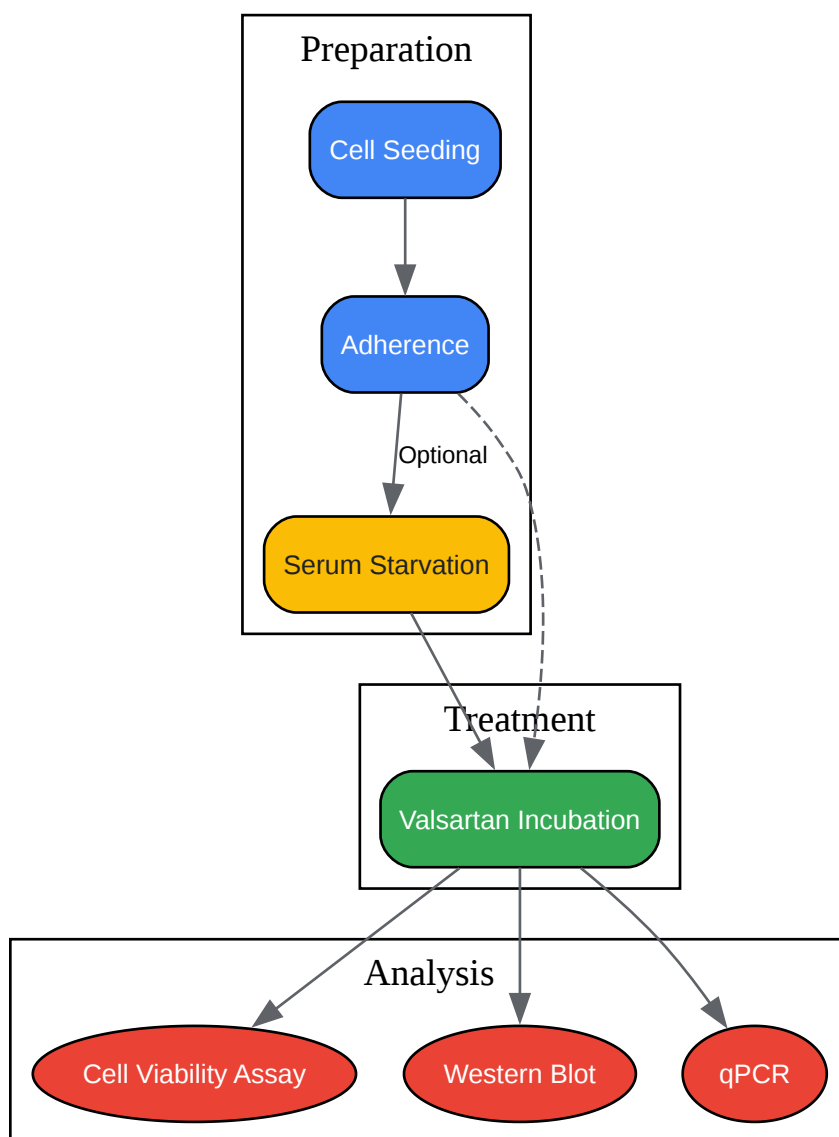 Preparation
Cell Seeding
Adherence
Optional
Serum Starvation
Treatment
Valsartan Incubation
Analysis
Cell Viability Assay
Western Blot
qPCR